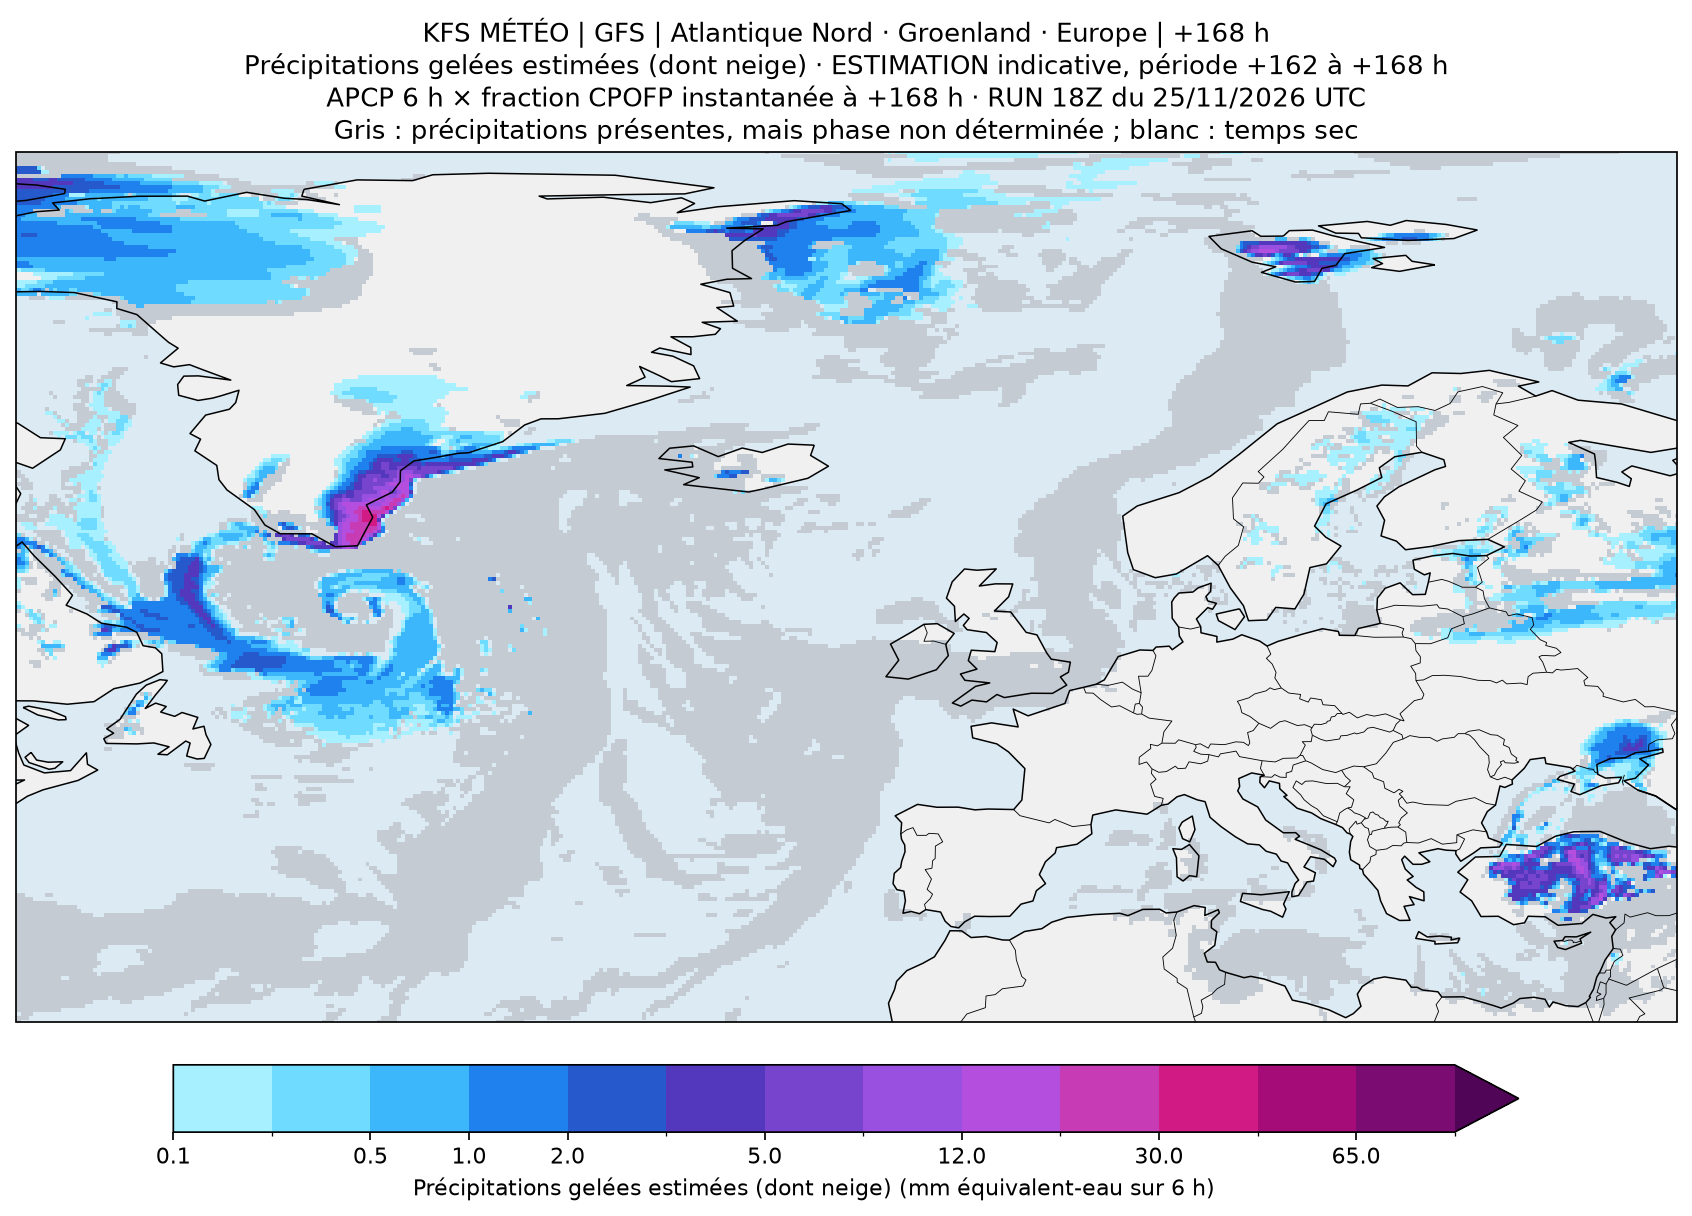 KFS MÉTÉO | GFS | Atlantique Nord · Groenland · Europe | +168 h
Précipitations gelées estimées (dont neige) · ESTIMATION indicative, période +162 à +168 h
APCP 6 h × fraction CPOFP instantanée à +168 h · RUN 18Z du 25/11/2026 UTC
Gris : précipitations présentes, mais phase non déterminée ; blanc : temps sec
0.1 0.5 1.0 2.0 5.0 12.0 30.0 65.0
Précipitations gelées estimées (dont neige) (mm équivalent-eau sur 6 h)